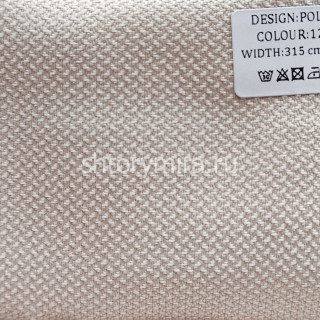 DESIGN:POL
COLOUR:12
WIDTH:315 cm
shtorymira.ru